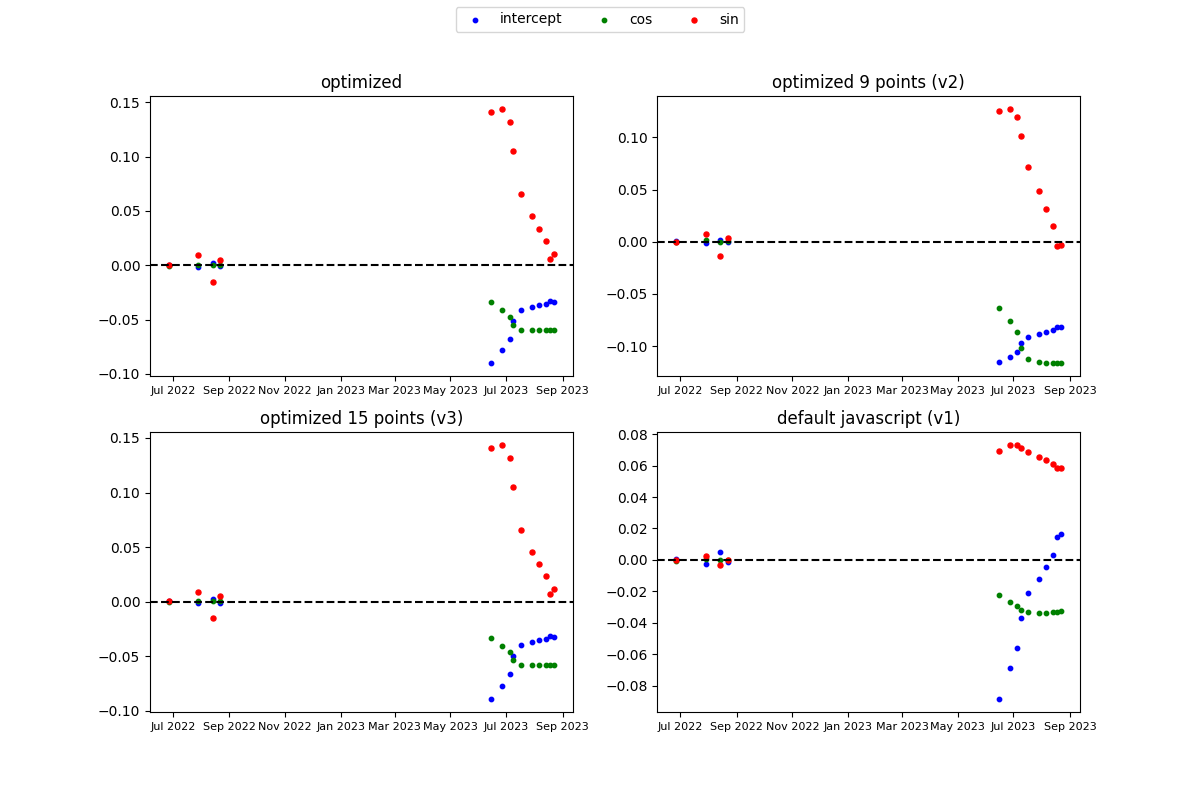 intercept cos sin
optimized
0.15
0.10
0.05
0.00
−0.05
−0.10
Jul 2022 Sep 2022 Nov 2022 Jan 2023 Mar 2023 May 2023 Jul 2023 Sep 2023
optimized 9 points (v2)
0.10
0.05
0.00
−0.05
−0.10
Jul 2022 Sep 2022 Nov 2022 Jan 2023 Mar 2023 May 2023 Jul 2023 Sep 2023
optimized 15 points (v3)
0.15
0.10
0.05
0.00
−0.05
−0.10
Jul 2022 Sep 2022 Nov 2022 Jan 2023 Mar 2023 May 2023 Jul 2023 Sep 2023
default javascript (v1)
0.08
0.06
0.04
0.02
0.00
−0.02
−0.04
−0.06
−0.08
Jul 2022 Sep 2022 Nov 2022 Jan 2023 Mar 2023 May 2023 Jul 2023 Sep 2023